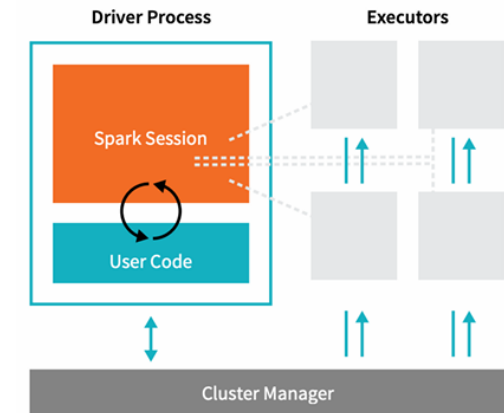 Driver Process
Executors
Spark Session
User Code
Cluster Manager